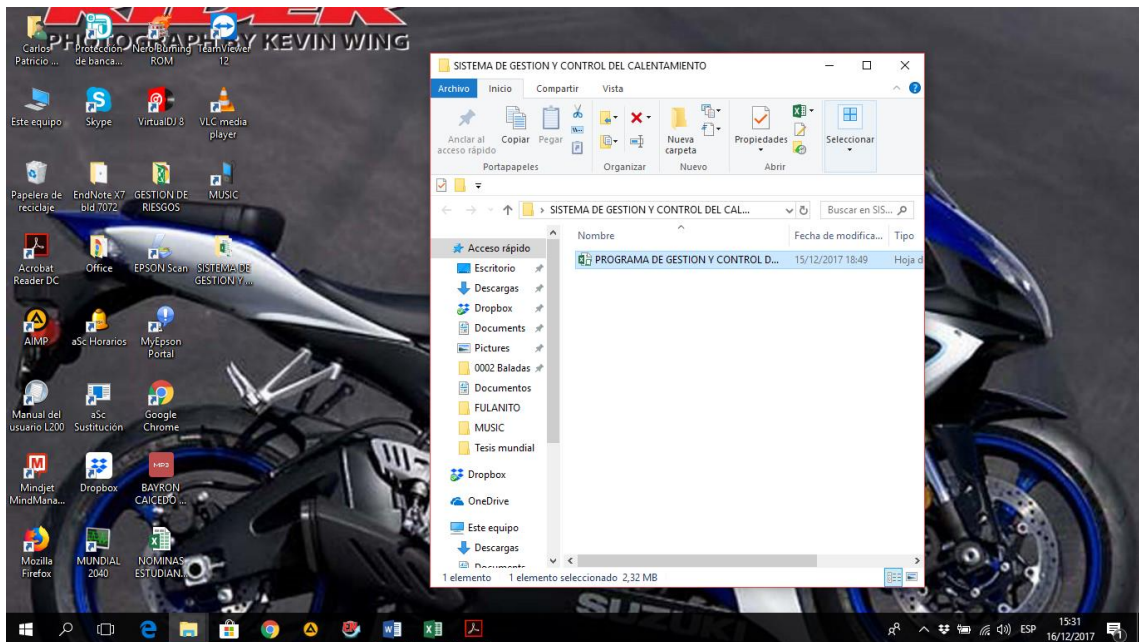 RIDER
PHOTOGRAPH BY KEVIN WING
Carlos Patricio ...
Protección de banca...
Nero Burning ROM
TeamViewer 12
Este equipo
Skype
VirtualDJ 8
VLC media player
Papelera de reciclaje
EndNote X7 bld 7072
GESTION DE RIESGOS
MUSIC
Acrobat Reader DC
Office
EPSON Scan
SISTEMA DE GESTION Y ...
AIMP
aSc Horarios
MyEpson Portal
Manual del usuario L200
aSc Sustitución
Google Chrome
Mindjet MindMana...
Dropbox
MP3
BAYRON CAICEDO ...
Mozilla Firefox
MUNDIAL 2040
NOMINAS ESTUDIAN...
SISTEMA DE GESTION Y CONTROL DEL CALENTAMIENTO
Archivo Inicio Compartir Vista
Anclar al acceso rápido
Copiar
Pegar
Nueva carpeta
Propiedades
Seleccionar
Portapapeles Organizar Nuevo Abrir
SISTEMA DE GESTION Y CONTROL DEL CAL...
Buscar en SIS...
Nombre Fecha de modifica... Tipo
PROGRAMA DE GESTION Y CONTROL D... 15/12/2017 18:49 Hoja d
Acceso rápido
Escritorio
Descargas
Dropbox
Documents
Pictures
0002 Baladas
Documentos
FULANITO
MUSIC
Tesis mundial
Dropbox
OneDrive
Este equipo
Descargas
Documents
1 elemento 1 elemento seleccionado 2,32 MB
SUZUKI
ESP
15:31
16/12/2017